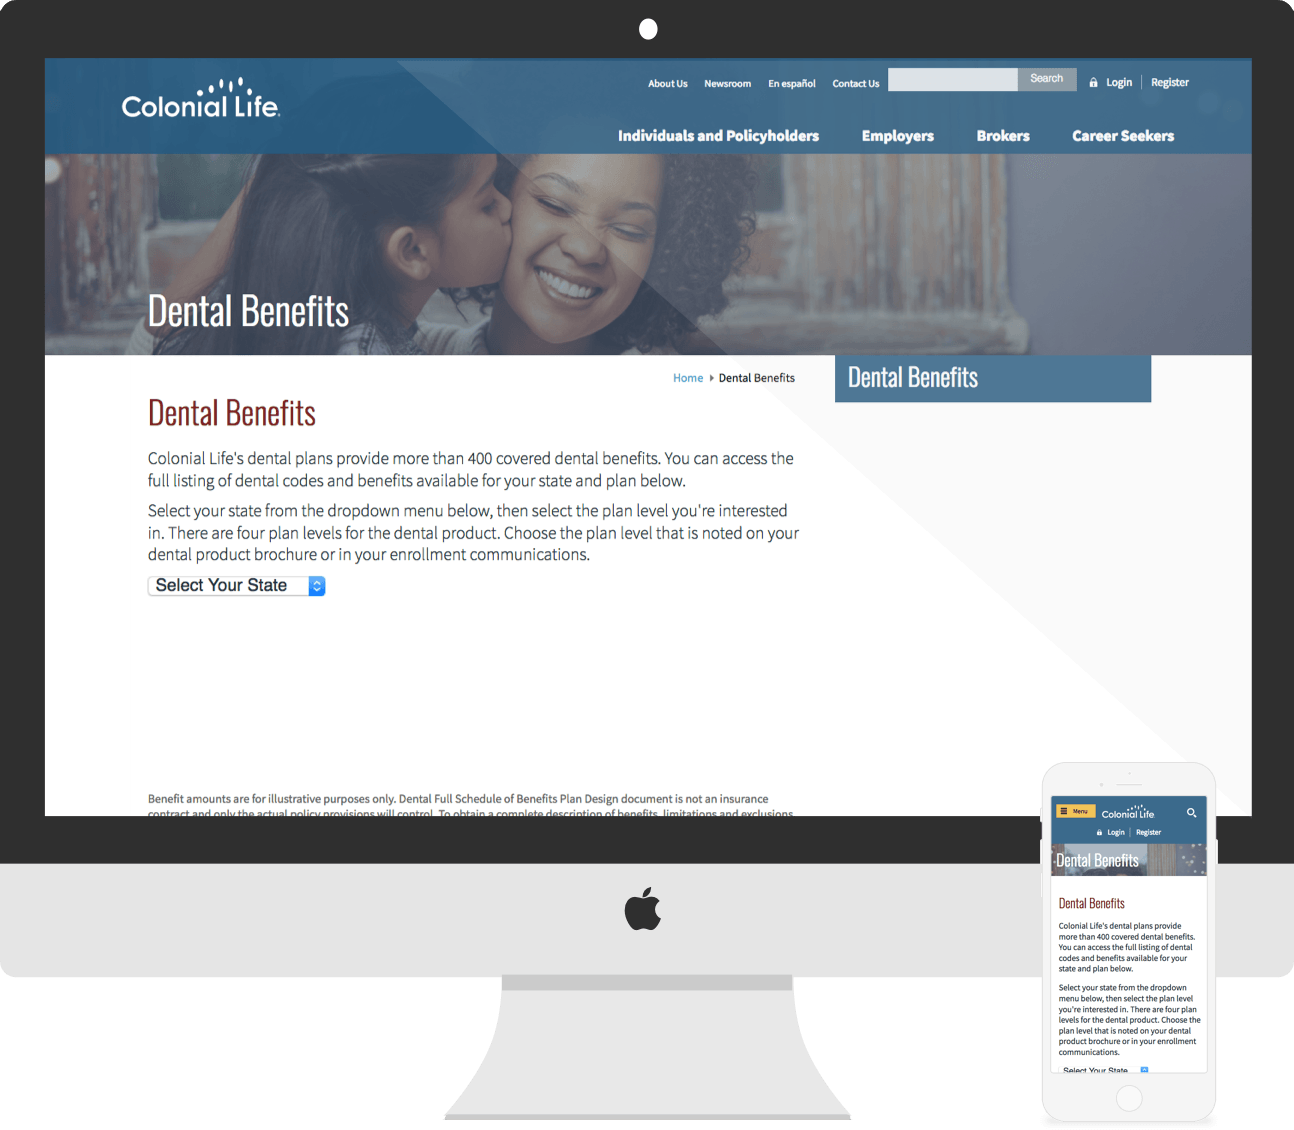 About Us Newsroom En español Contact Us Search Login Register
Colonial Life
Individuals and Policyholders Employers Brokers Career Seekers
Dental Benefits
Home Dental Benefits
Dental Benefits
Dental Benefits
Colonial Life's dental plans provide more than 400 covered dental benefits. You can access the
full listing of dental codes and benefits available for your state and plan below.
Select your state from the dropdown menu below, then select the plan level you're interested
in. There are four plan levels for the dental product. Choose the plan level that is noted on your
dental product brochure or in your enrollment communications.
Select Your State
Benefit amounts are for illustrative purposes only. Dental Full Schedule of Benefits Plan Design document is not an insurance
contract and only the actual policy provisions will control. To obtain a complete description of benefits, limitations and exclusions
Menu Colonial Life
Login Register
Dental Benefits
Dental Benefits
Colonial Life's dental plans provide
more than 400 covered dental benefits.
You can access the full listing of dental
codes and benefits available for your
state and plan below.
Select your state from the dropdown
menu below, then select the plan level
you're interested in. There are four plan
levels for the dental product. Choose the
plan level that is noted on your dental
product brochure or in your enrollment
communications.
Select Your State